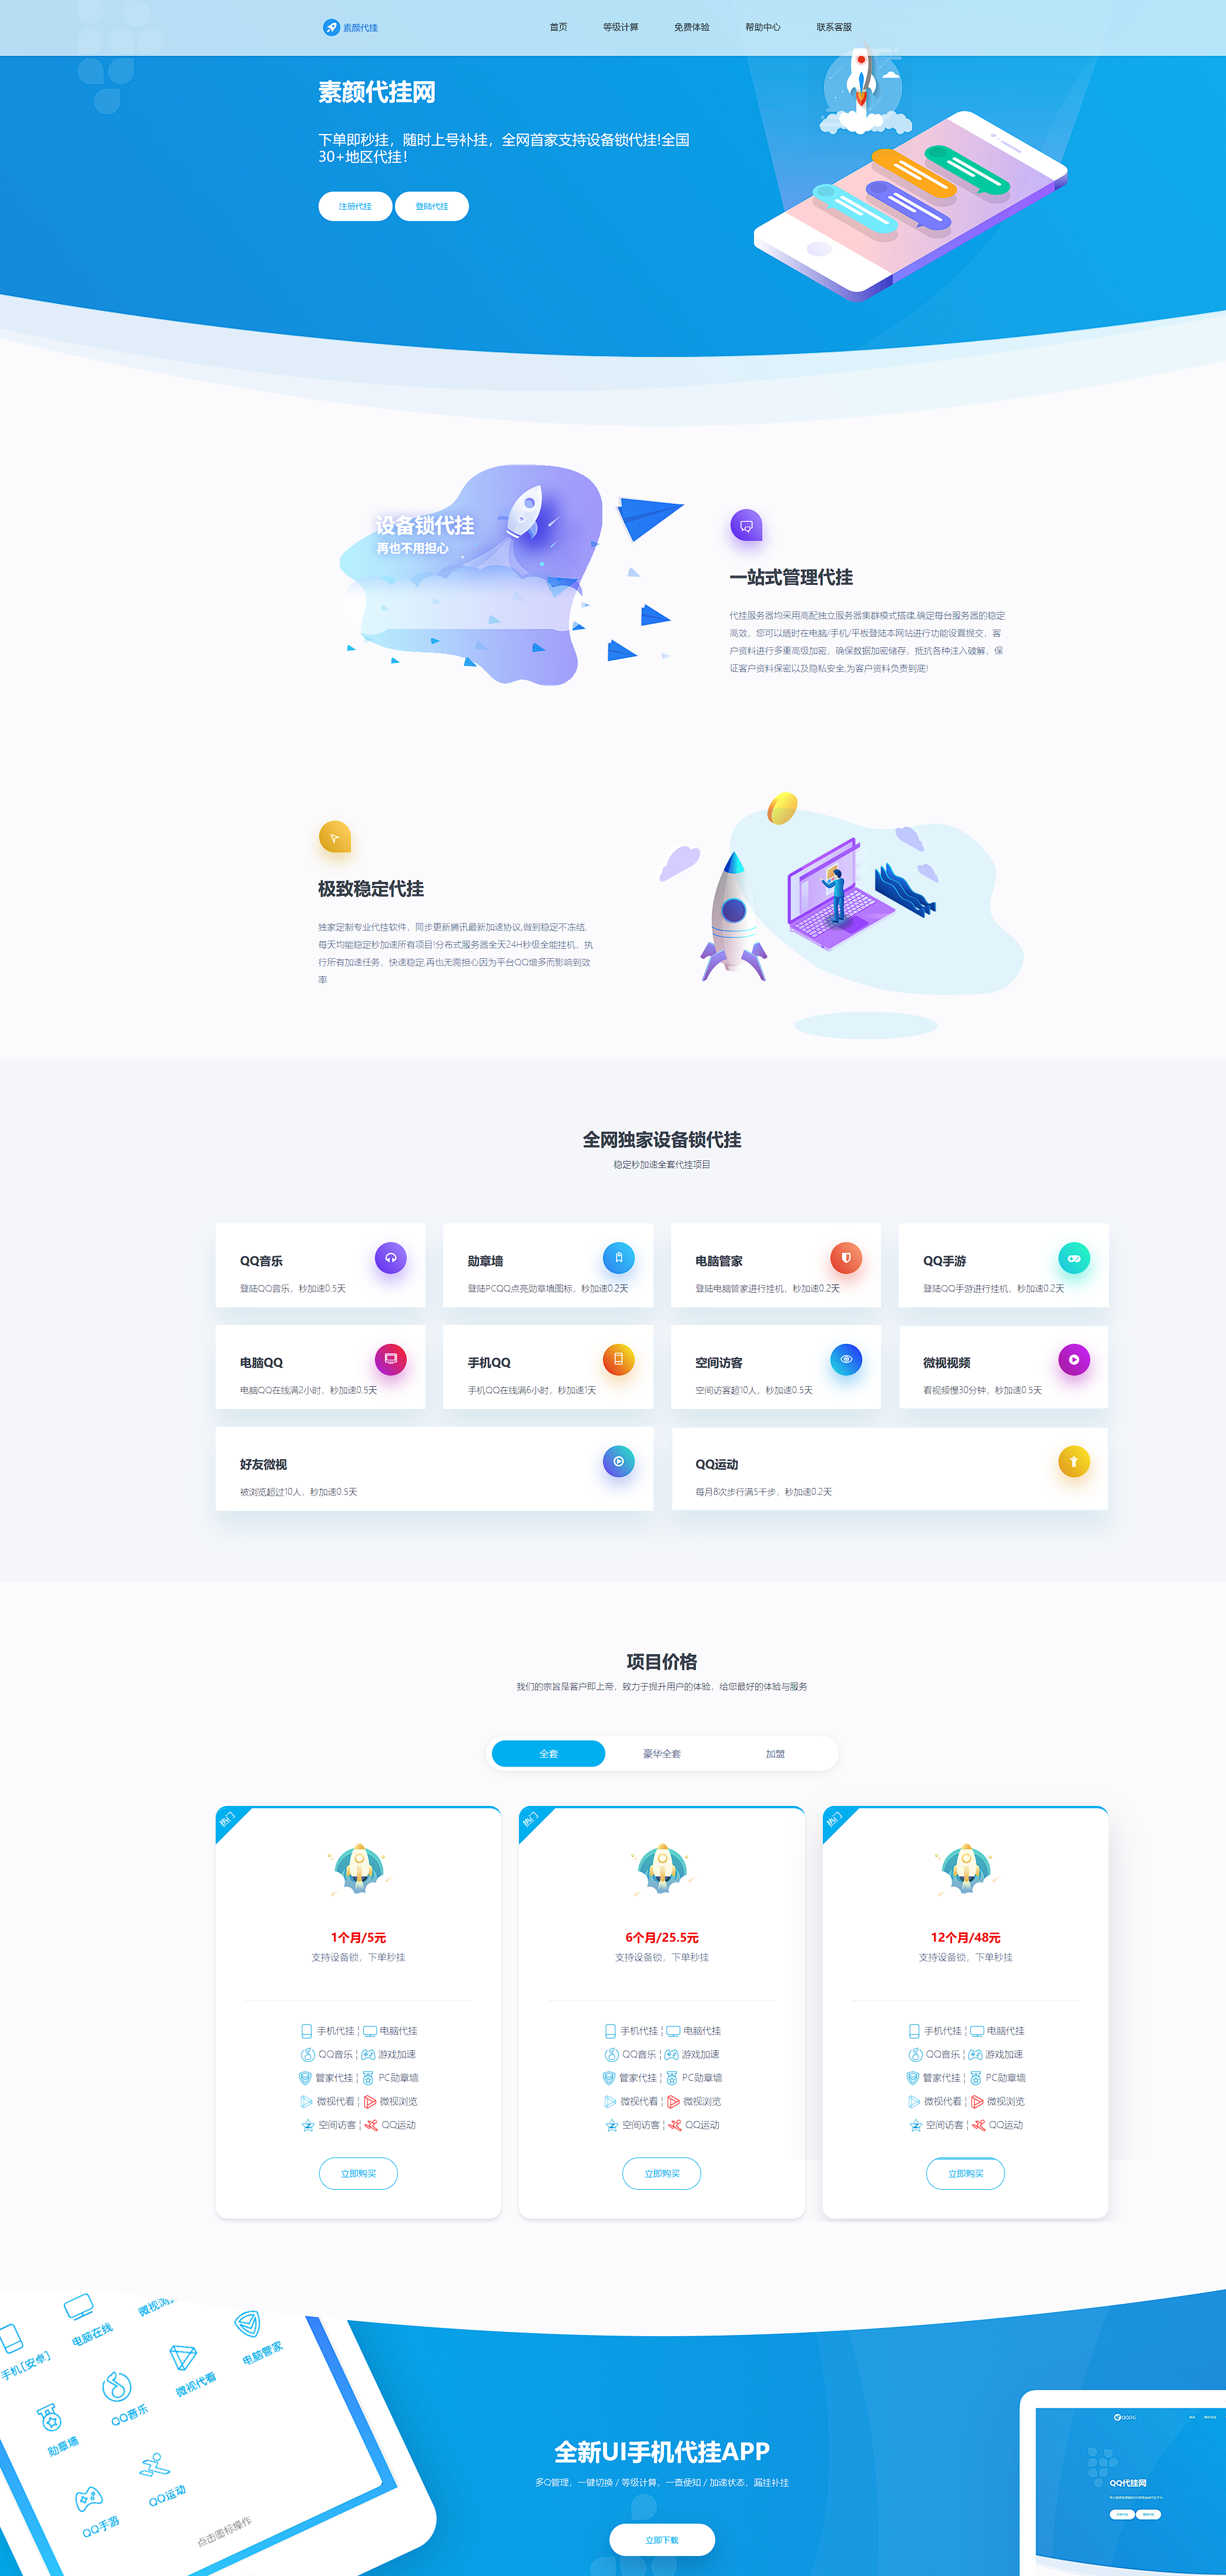 素颜代挂
首页
等级计算
免费体验
帮助中心
联系客服
素颜代挂网
下单即秒挂，随时上号补挂，全网首家支持设备锁代挂!全国
30+地区代挂！
注册代挂
登陆代挂
设备锁代挂
再也不用担心
一站式管理代挂
代挂服务器均采用高配独立服务器集群模式搭建,确定每台服务器的稳定
高效，您可以随时在电脑/手机/平板登陆本网站进行功能设置提交，客
户资料进行多重高级加密，确保数据加密储存，抵抗各种注入破解，保
证客户资料保密以及隐私安全,为客户资料负责到底!
极致稳定代挂
独家定制专业代挂软件，同步更新腾讯最新加速协议,做到稳定不冻结,
每天均能稳定秒加速所有项目!分布式服务器全天24H秒级全能挂机，执
行所有加速任务，快速稳定,再也无需担心因为平台QQ增多而影响到效
率
全网独家设备锁代挂
稳定秒加速全套代挂项目
QQ音乐
登陆QQ音乐，秒加速0.5天
勋章墙
登陆PCQQ点亮勋章墙图标，秒加速0.2天
电脑管家
登陆电脑管家进行挂机，秒加速0.2天
QQ手游
登陆QQ手游进行挂机，秒加速0.2天
电脑QQ
电脑QQ在线满2小时，秒加速0.5天
手机QQ
手机QQ在线满6小时，秒加速1天
空间访客
空间访客超10人，秒加速0.5天
微视视频
看视频慢30分钟，秒加速0.5天
好友微视
被浏览超过10人，秒加速0.5天
QQ运动
每月8次步行满5千步，秒加速0.2天
项目价格
我们的宗旨是客户即上帝，致力于提升用户的体验，给您最好的体验与服务
全套
豪华全套
加盟
热门
1个月/5元
支持设备锁，下单秒挂
手机代挂 ¦ 电脑代挂
QQ音乐 ¦ 游戏加速
管家代挂 ¦ PC勋章墙
微视代看 ¦ 微视浏览
空间访客 ¦ QQ运动
立即购买
热门
6个月/25.5元
支持设备锁，下单秒挂
手机代挂 ¦ 电脑代挂
QQ音乐 ¦ 游戏加速
管家代挂 ¦ PC勋章墙
微视代看 ¦ 微视浏览
空间访客 ¦ QQ运动
立即购买
热门
12个月/48元
支持设备锁，下单秒挂
手机代挂 ¦ 电脑代挂
QQ音乐 ¦ 游戏加速
管家代挂 ¦ PC勋章墙
微视代看 ¦ 微视浏览
空间访客 ¦ QQ运动
立即购买
手机[安卓]
电脑在线
微视浏
勋章墙
QQ音乐
微视代看
电脑管家
QQ手游
QQ运动
点击图标操作
全新UI手机代挂APP
多Q管理，一键切换 / 等级计算，一查便知 / 加速状态，漏挂补挂
立即下载
QQ代挂网